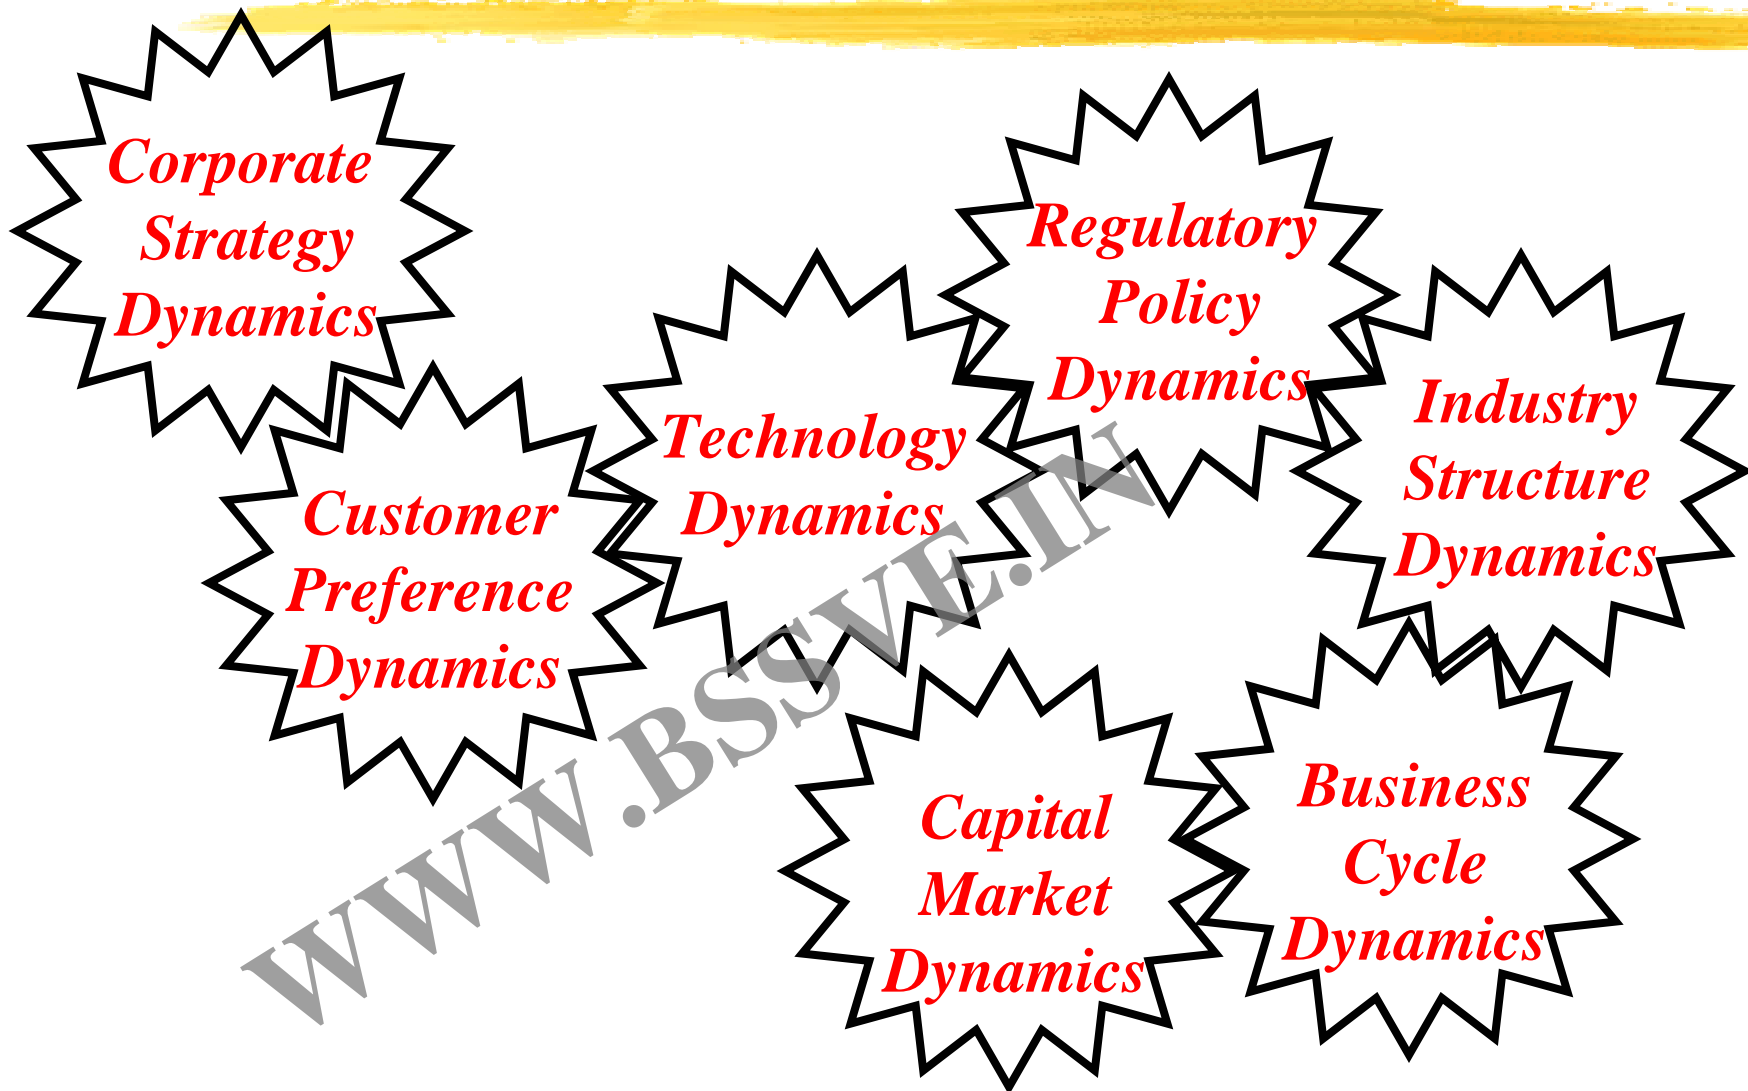 Corporate
Strategy
Dynamics
Regulatory
Policy
Dynamics
Industry
Structure
Dynamics
Technology
Dynamics
Customer
Preference
Dynamics
Capital
Market
Dynamics
Business
Cycle
Dynamics
WWW.BSSVE.IN